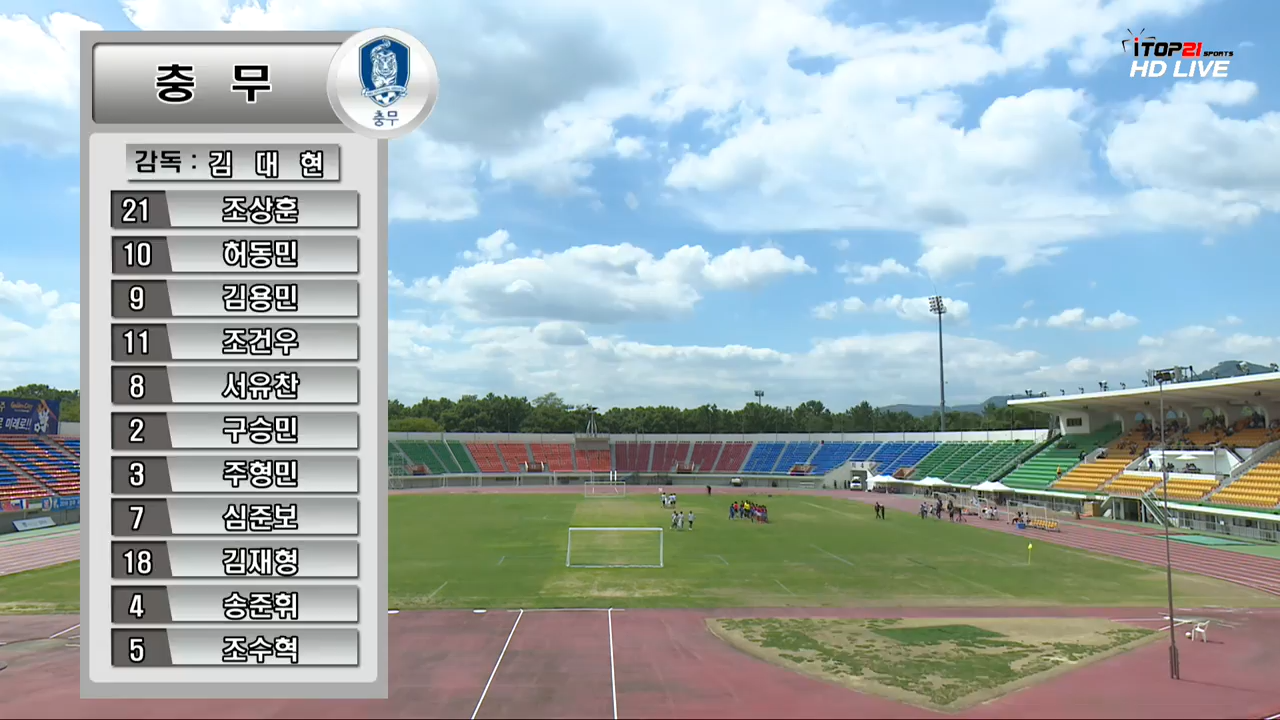 충 무
충무
감독 : 김 대 현
21 조상훈
10 허동민
9 김용민
11 조건우
8 서유찬
2 구승민
3 주형민
7 심준보
18 김재형
4 송준휘
5 조수혁
iTOP21 SPORTS
HD LIVE
미래로!!